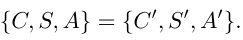 {C, S, A} = {C′, S′, A′}.